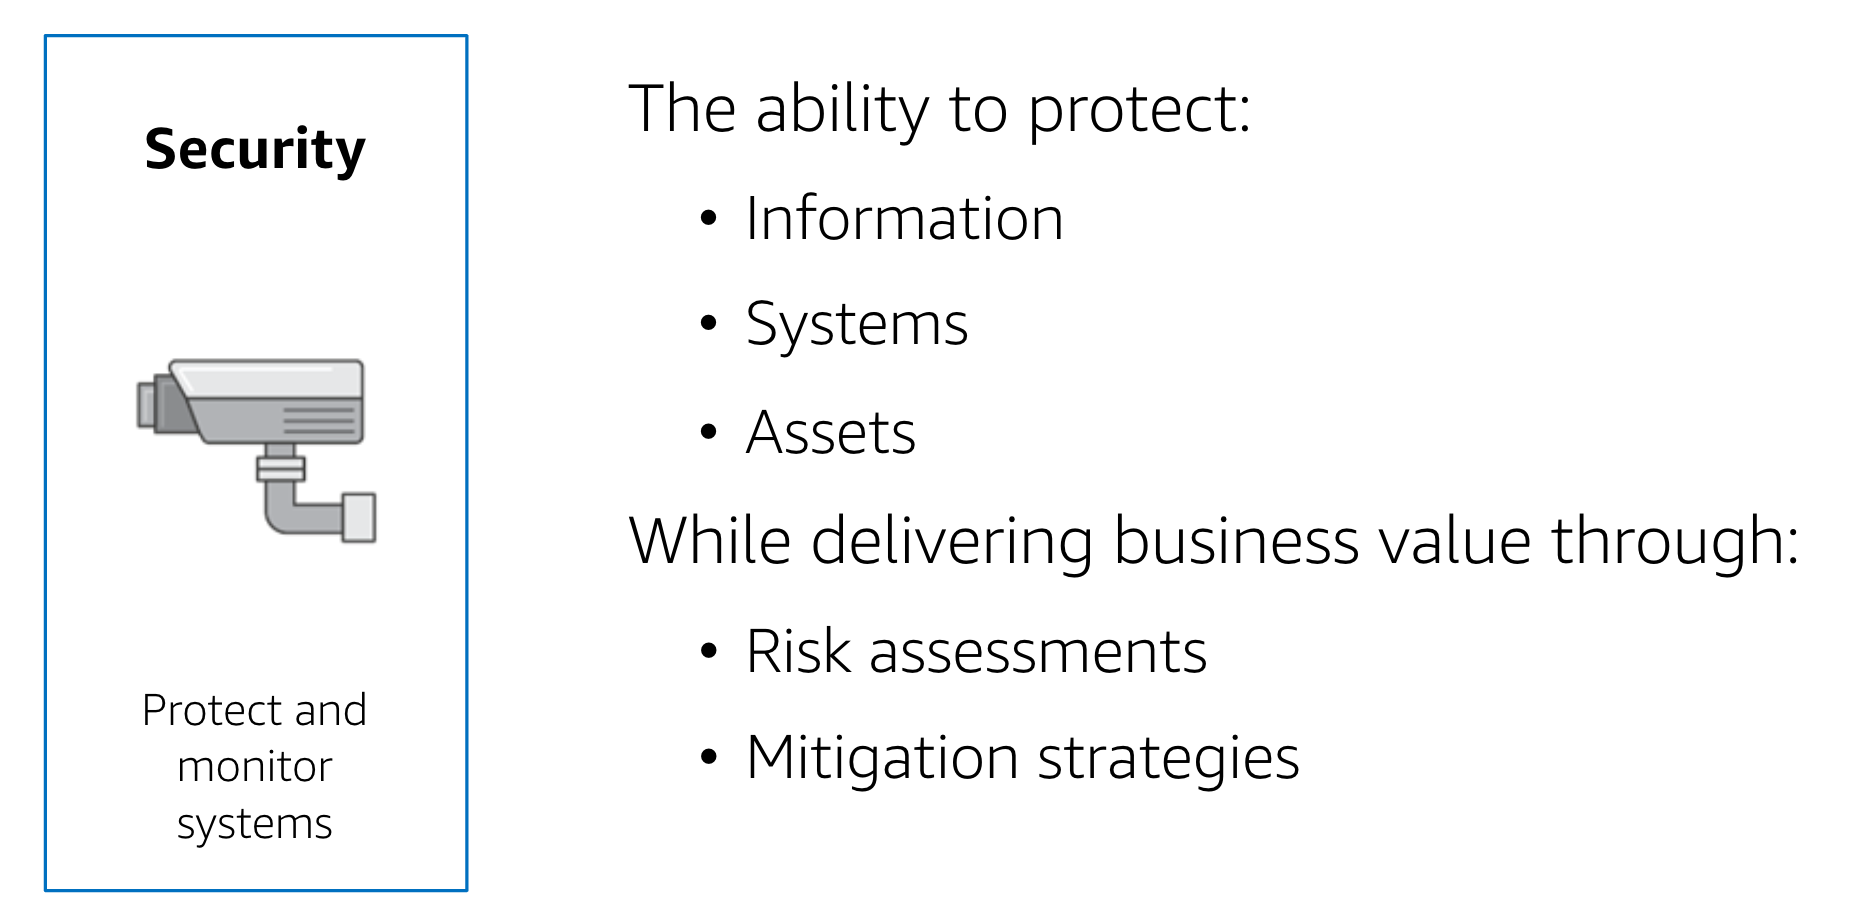 Security
Protect and
monitor
systems
The ability to protect:
• Information
• Systems
• Assets
While delivering business value through:
• Risk assessments
• Mitigation strategies